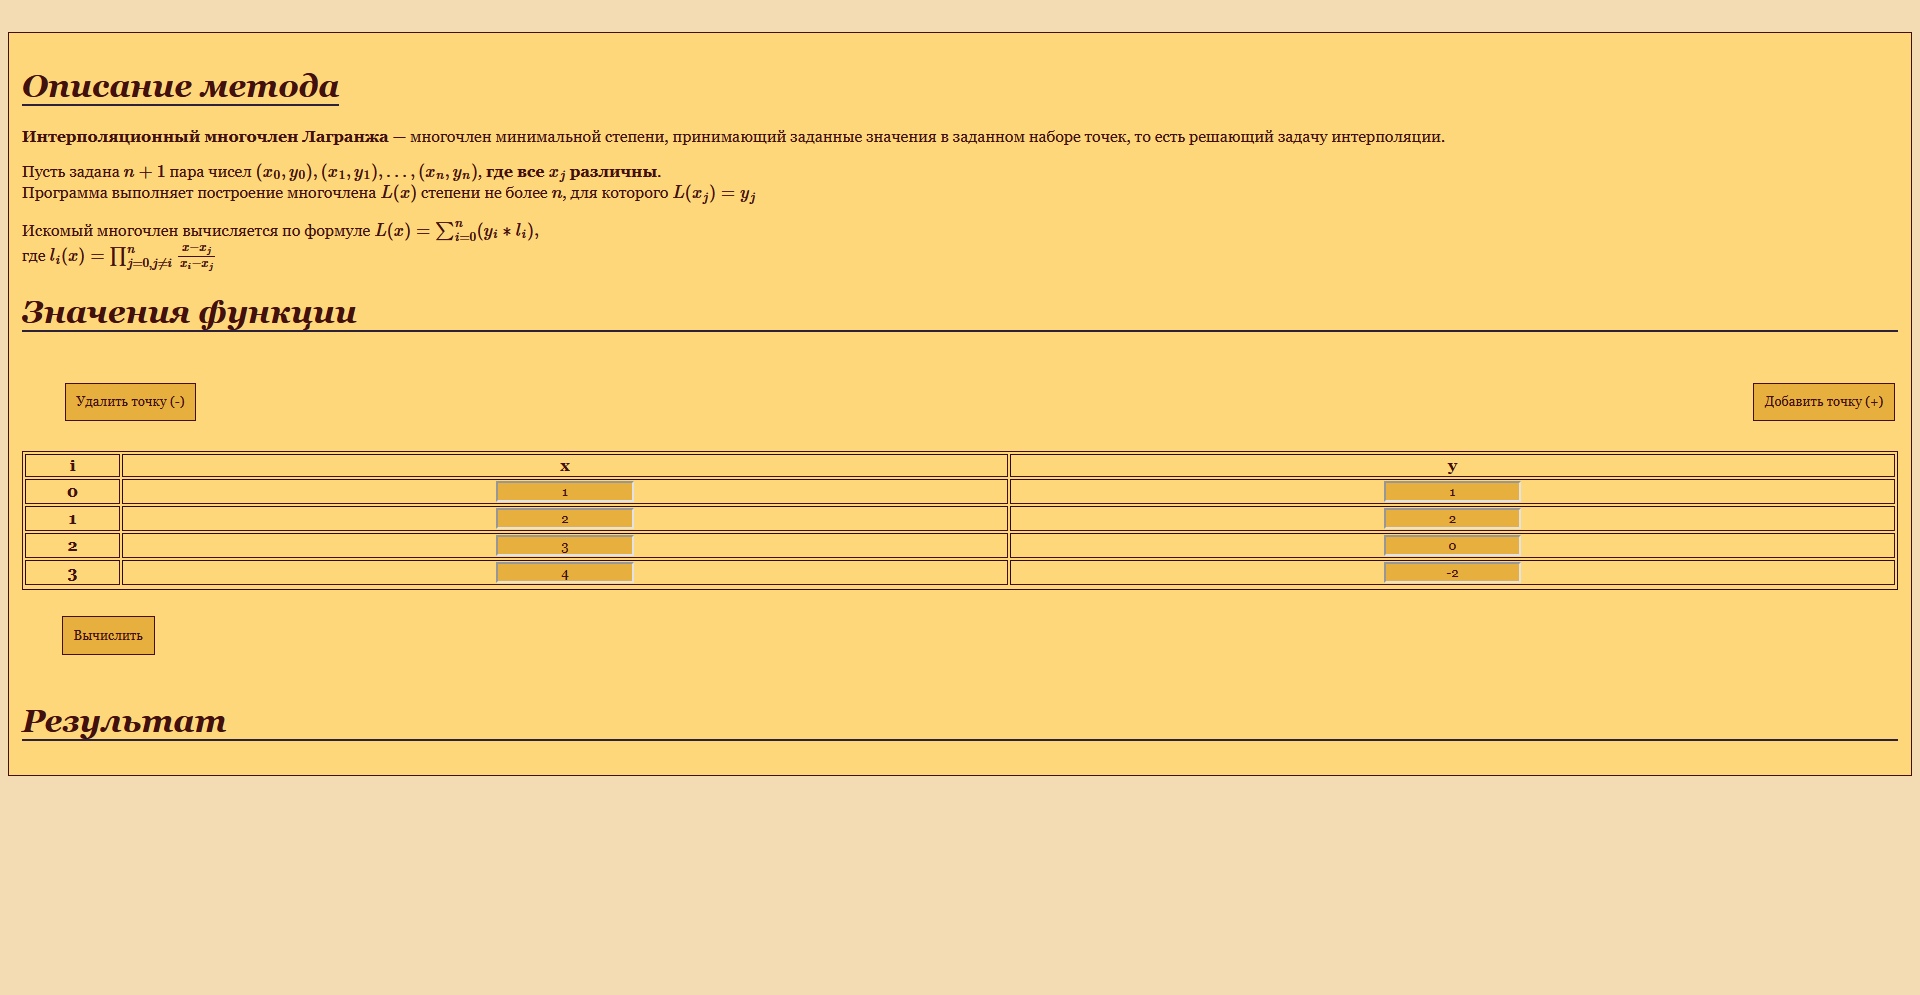 Описание метода
Интерполяционный многочлен Лагранжа — многочлен минимальной степени, принимающий заданные значения в заданном наборе точек, то есть решающий задачу интерполяции.
Пусть задана n + 1 пара чисел (x_0, y_0), (x_1, y_1), . . . , (x_n, y_n), где все x_j различны.
Программа выполняет построение многочлена L(x) степени не более n, для которого L(x_j) = y_j
Искомый многочлен вычисляется по формуле L(x) = ∑_{i=0}^{n}(y_i ∗ l_i),
где l_i(x) = ∏_{j=0,j≠i}^{n} \frac{x−x_j}{x_i−x_j}
Значения функции
Удалить точку (-) Добавить точку (+)
i x y
0 1 1
1 2 2
2 3 0
3 4 -2
Вычислить
Результат